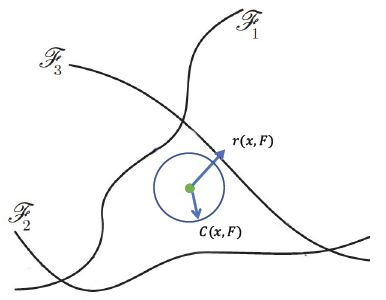 ℱ₁
ℱ₃
r(x,F)
ℱ₂
C(x,F)